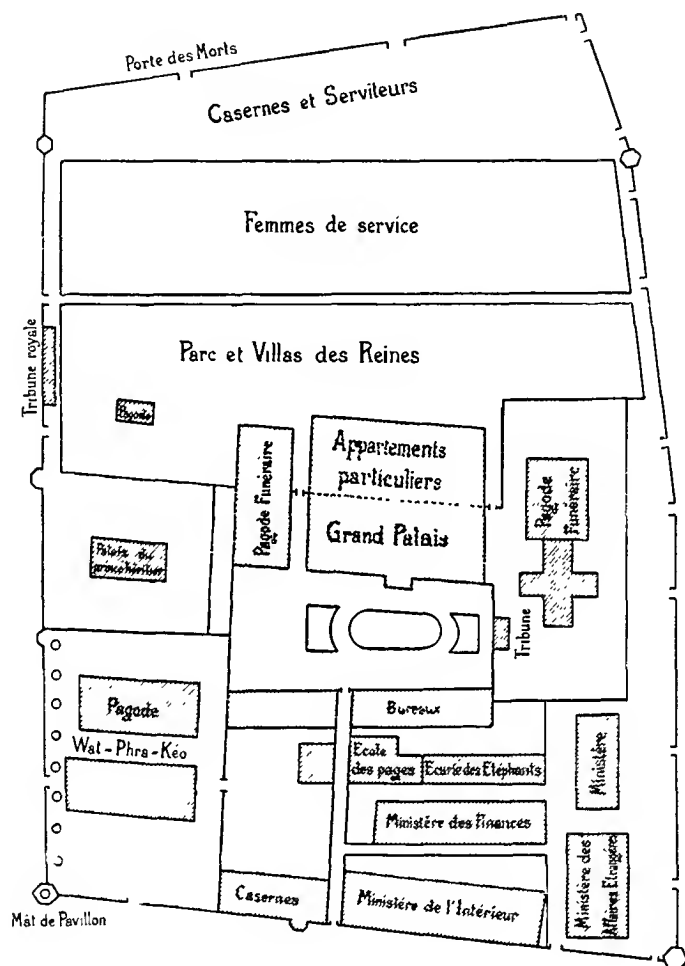 Porte des Morts
Casernes et Serviteurs
Femmes de service
Tribune royale
Parc et Villas des Reines
Pagode
Appartements
particuliers
Pagode Funéraire
Grand Palais
Pagode
Funéraire
Palais du
prince héritier
Tribune
Pagode
Wat-Phra-Kéo
Bureaux
Ecole
des pages
Ecurie des Eléphants
Ministère
Ministère des Finances
Casernes
Ministère de l'Intérieur
Ministère des
Affaires Etrangères
Mât de Pavillon